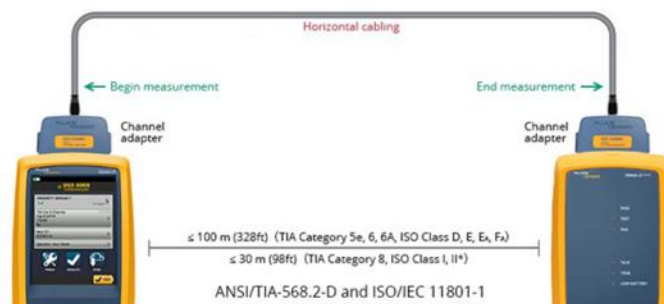 Horizontal cabling
Begin measurement
End measurement
Channel
adapter
Channel
adapter
≤ 100 m (328ft) (TIA Category 5e, 6, 6A, ISO Class D, E, EA, FA)
≤ 30 m (98ft) (TIA Category 8, ISO Class I, II*)
ANSI/TIA-568.2-D and ISO/IEC 11801-1